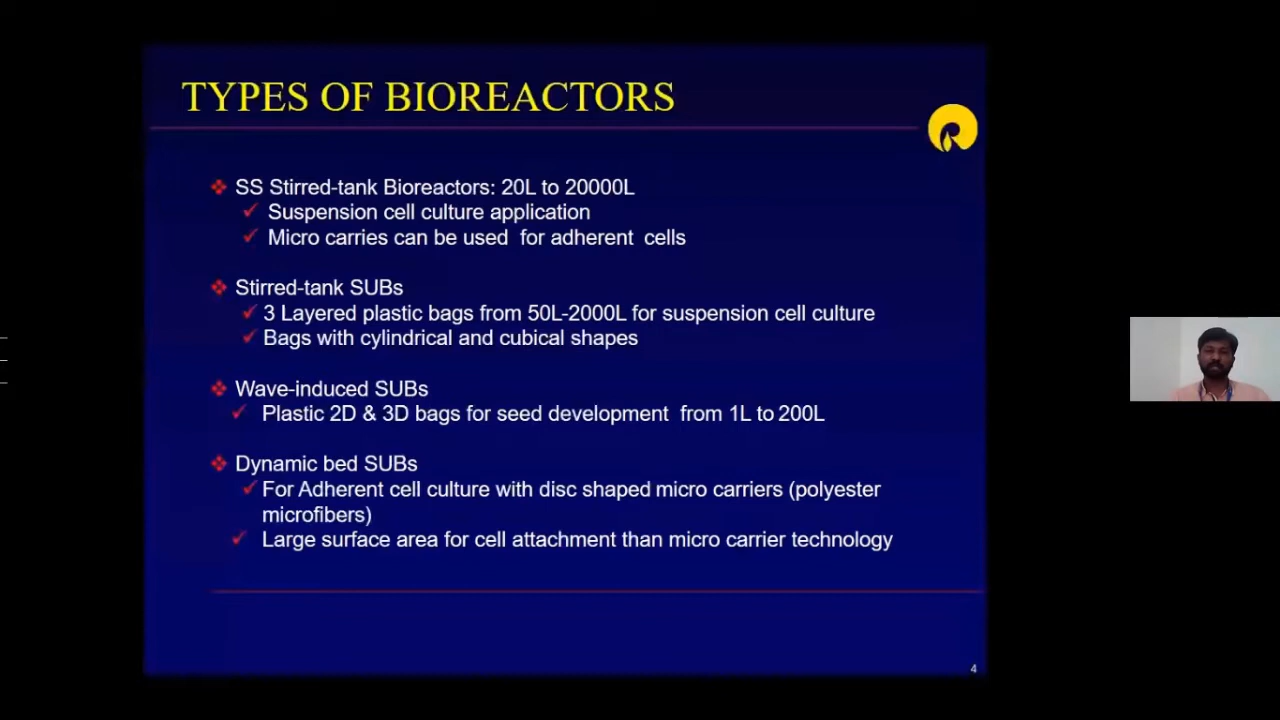 TYPES OF BIOREACTORS
SS Stirred-tank Bioreactors: 20L to 20000L
Suspension cell culture application
Micro carries can be used for adherent cells
Stirred-tank SUBs
3 Layered plastic bags from 50L-2000L for suspension cell culture
Bags with cylindrical and cubical shapes
Wave-induced SUBs
Plastic 2D & 3D bags for seed development from 1L to 200L
Dynamic bed SUBs
For Adherent cell culture with disc shaped micro carriers (polyester
microfibers)
Large surface area for cell attachment than micro carrier technology
4